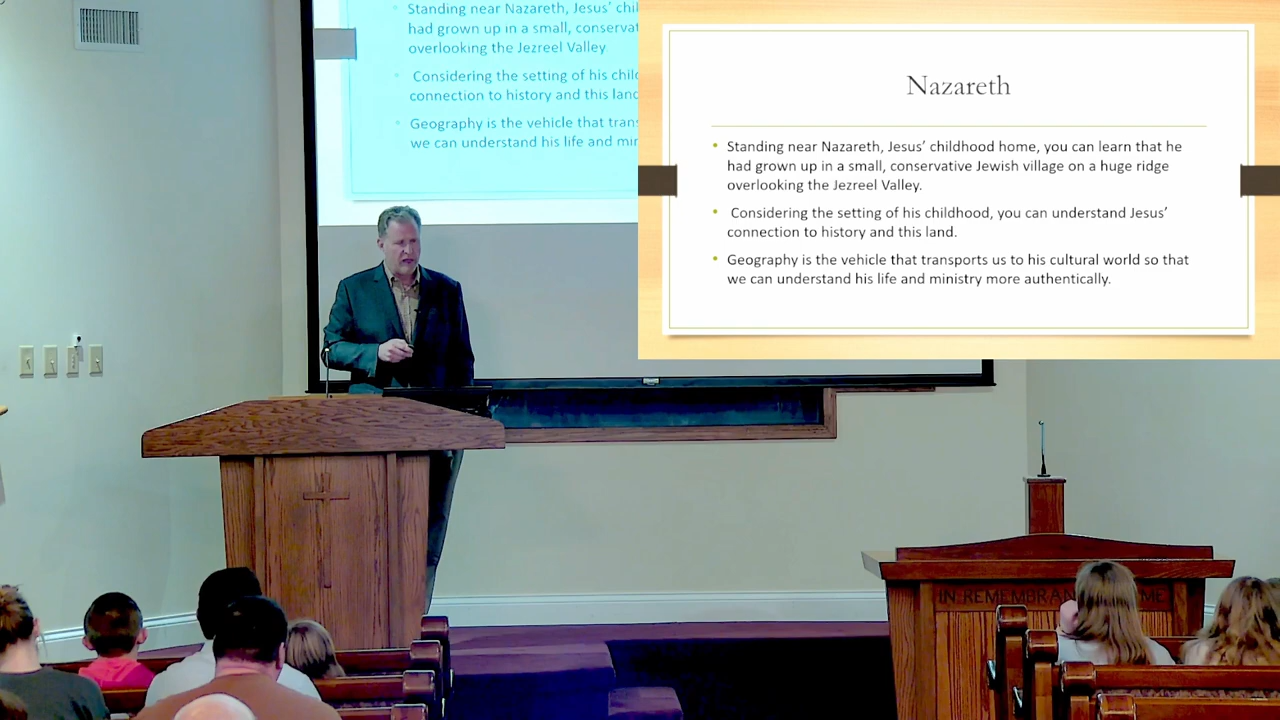 Standing near Nazareth, Jesus' chil
had grown up in a small, conservat
overlooking the Jezreel Valley
Considering the setting of his chil
connection to history and this land
Geography is the vehicle that trans
we can understand his life and min
Nazareth
Standing near Nazareth, Jesus' childhood home, you can learn that he
had grown up in a small, conservative Jewish village on a huge ridge
overlooking the Jezreel Valley.
Considering the setting of his childhood, you can understand Jesus'
connection to history and this land.
Geography is the vehicle that transports us to his cultural world so that
we can understand his life and ministry more authentically.
IN REMEMBRAN ME